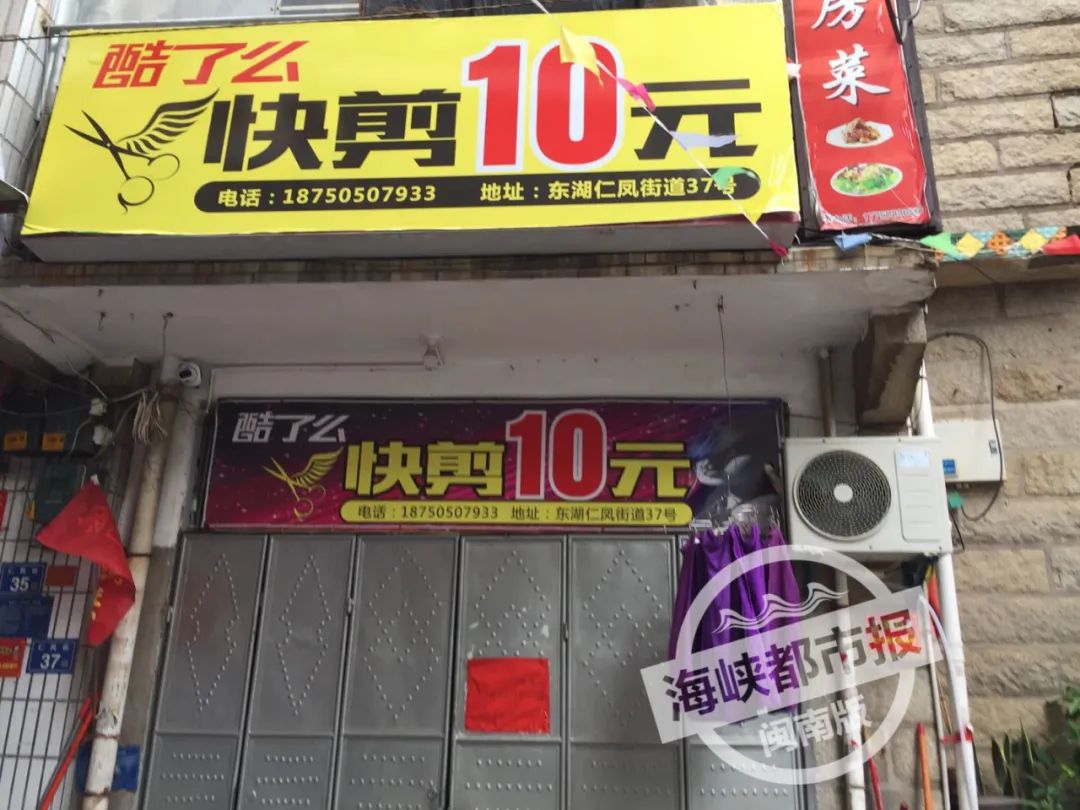 酷了么
快剪10元
电话：18750507933 地址：东湖仁凤街道37号
房菜
酷了么
快剪10元
电话：18750507933 地址：东湖仁凤街道37号
35
37
海峡都市报
闽南版